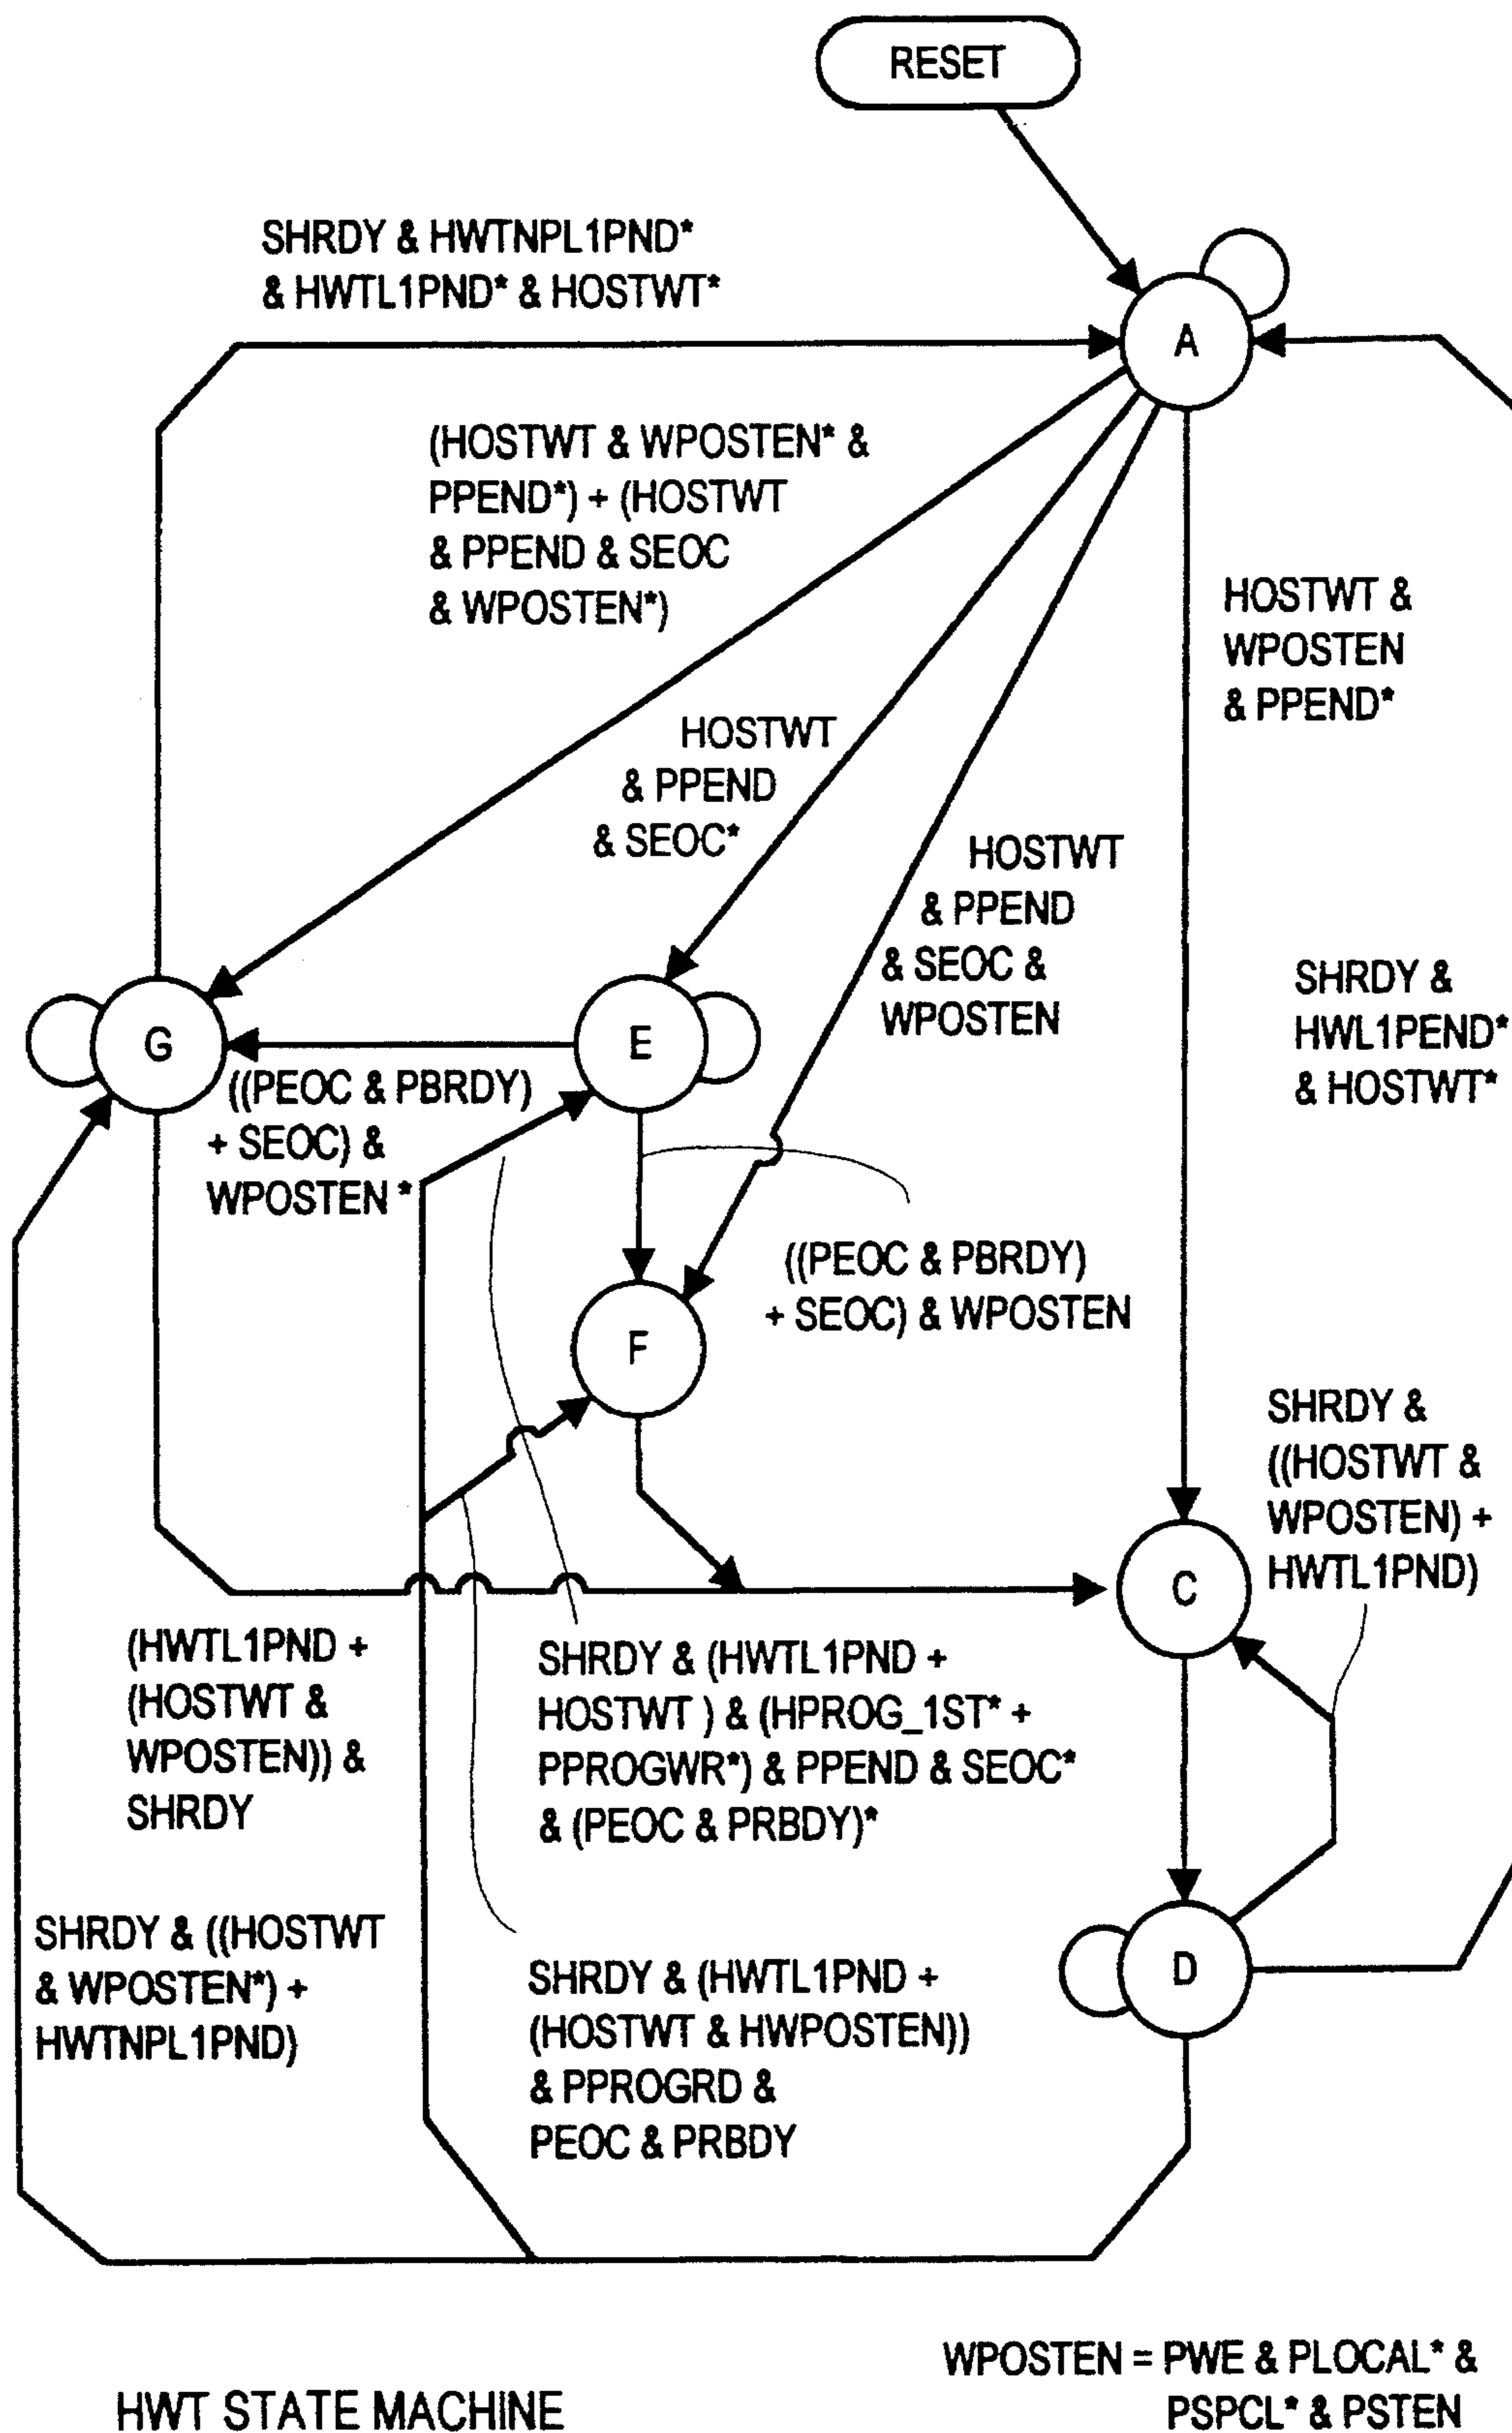 RESET
SHRDY & HWTNPL1PND*
& HWTL1PND* & HOSTWT*
A
(HOSTWT & WPOSTEN* &
PPEND*) + (HOSTWT
& PPEND & SEOC
& WPOSTEN*)
HOSTWT &
WPOSTEN
& PPEND*
HOSTWT
& PPEND
& SEOC*
HOSTWT
& PPEND
& SEOC &
WPOSTEN
SHRDY &
HWL1PEND*
& HOSTWT*
G
E
((PEOC & PBRDY)
+ SEOC) &
WPOSTEN *
((PEOC & PBRDY)
+ SEOC) & WPOSTEN
F
SHRDY &
((HOSTWT &
WPOSTEN) +
HWTL1PND)
C
(HWTL1PND +
(HOSTWT &
WPOSTEN)) &
SHRDY
SHRDY & (HWTL1PND +
HOSTWT ) & (HPROG_1ST* +
PPROGWR*) & PPEND & SEOC*
& (PEOC & PRBDY)*
SHRDY & ((HOSTWT
& WPOSTEN*) +
HWTNPL1PND)
SHRDY & (HWTL1PND +
(HOSTWT & HWPOSTEN))
& PPROGRD &
PEOC & PRBDY
D
WPOSTEN = PWE & PLOCAL* &
PSPCL* & PSTEN
HWT STATE MACHINE